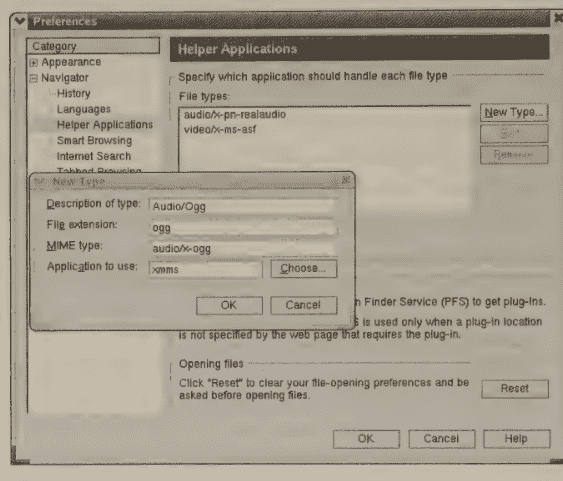 Preferences
Category
Appearance
Navigator
History
Languages
Helper Applications
Smart Browsing
Internet Search
Tabbed Browsing
Helper Applications
Specify which application should handle each file type
File types:
audio/x-pn-realaudio
video/x-ms-asf
New Type...
Edit...
Remove
New Type
Description of type: Audio/Ogg
File extension: ogg
MIME type: audio/x-ogg
Application to use: xmms
Choose...
OK
Cancel
n Finder Service (PFS) to get plug-ins.
S is used only when a plug-in location
is not specified by the web page that requires the plug-in.
Opening files
Click "Reset" to clear your file-opening preferences and be
asked before opening files.
Reset
OK
Cancel
Help